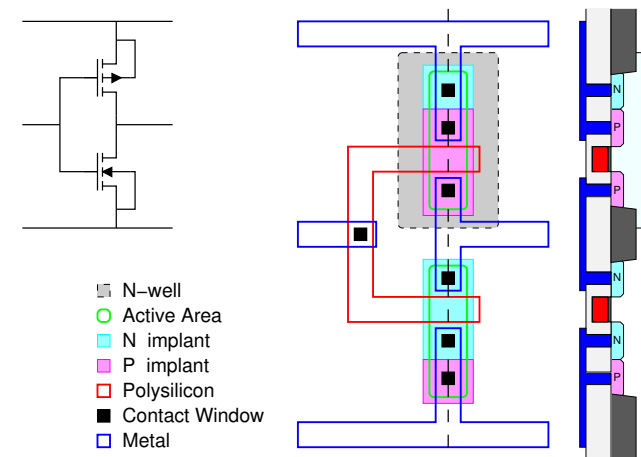 N
P
P
N
N
P
N−well
Active Area
N implant
P implant
Polysilicon
Contact Window
Metal